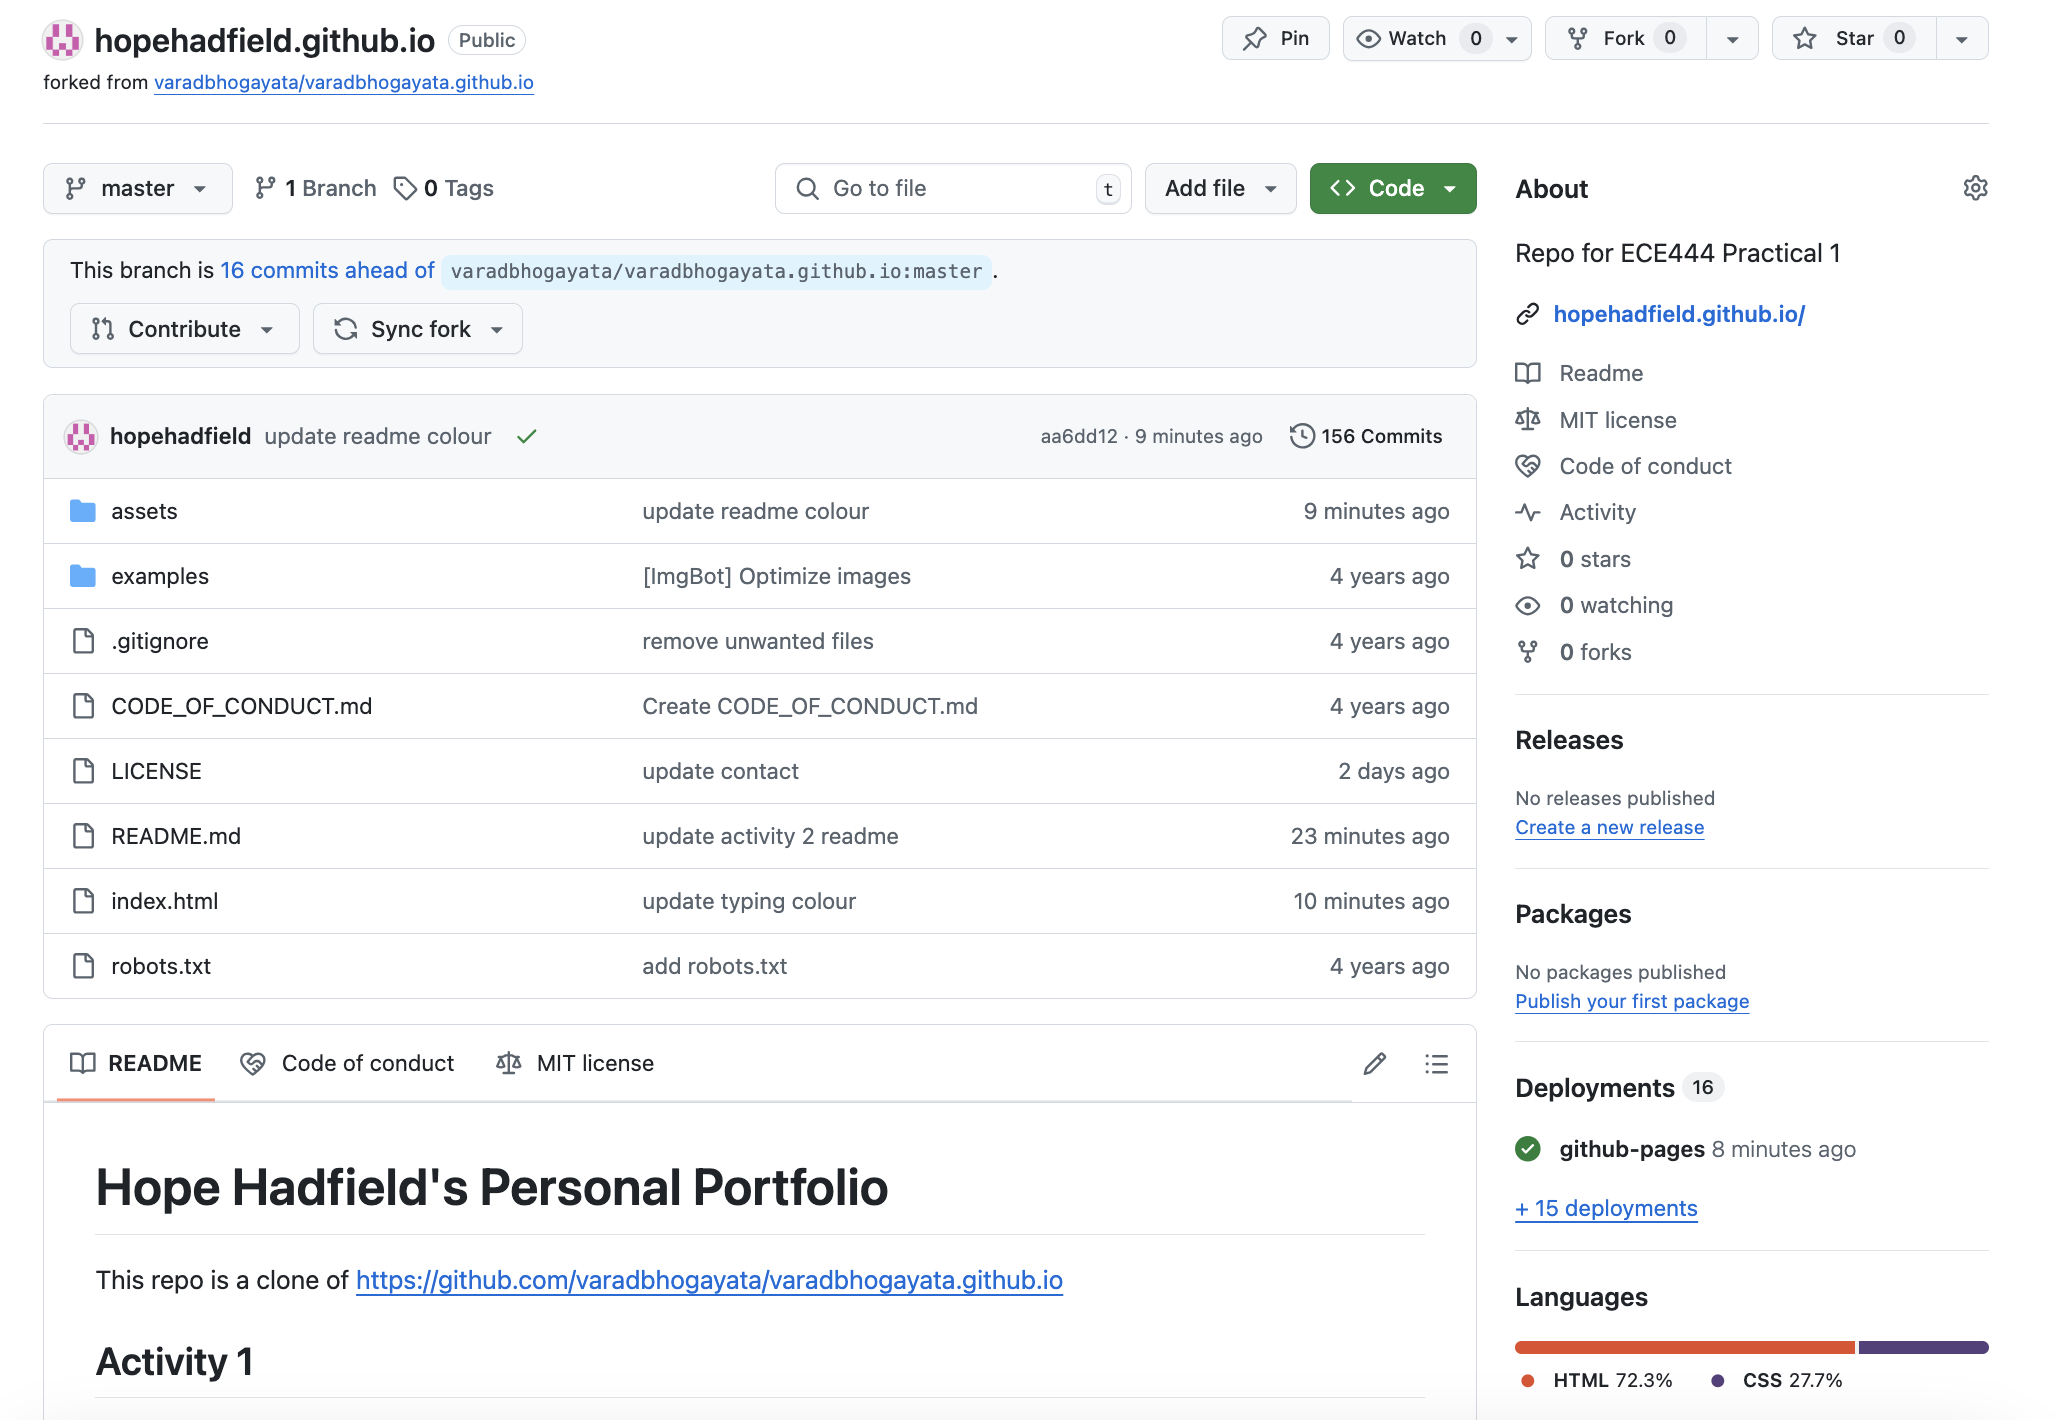 hopehadfield.github.io Public
Pin
Watch 0
Fork 0
Star 0
forked from varadbhogayata/varadbhogayata.github.io
master
1 Branch
0 Tags
Go to file
t
Add file
Code
This branch is 16 commits ahead of varadbhogayata/varadbhogayata.github.io:master.
Contribute
Sync fork
hopehadfield update readme colour
aa6dd12 · 9 minutes ago
156 Commits
assets update readme colour 9 minutes ago
examples [ImgBot] Optimize images 4 years ago
.gitignore remove unwanted files 4 years ago
CODE_OF_CONDUCT.md Create CODE_OF_CONDUCT.md 4 years ago
LICENSE update contact 2 days ago
README.md update activity 2 readme 23 minutes ago
index.html update typing colour 10 minutes ago
robots.txt add robots.txt 4 years ago
README
Code of conduct
MIT license
Hope Hadfield's Personal Portfolio
This repo is a clone of https://github.com/varadbhogayata/varadbhogayata.github.io
Activity 1
About
Repo for ECE444 Practical 1
hopehadfield.github.io/
Readme
MIT license
Code of conduct
Activity
0 stars
0 watching
0 forks
Releases
No releases published
Create a new release
Packages
No packages published
Publish your first package
Deployments 16
github-pages 8 minutes ago
+ 15 deployments
Languages
HTML 72.3%
CSS 27.7%